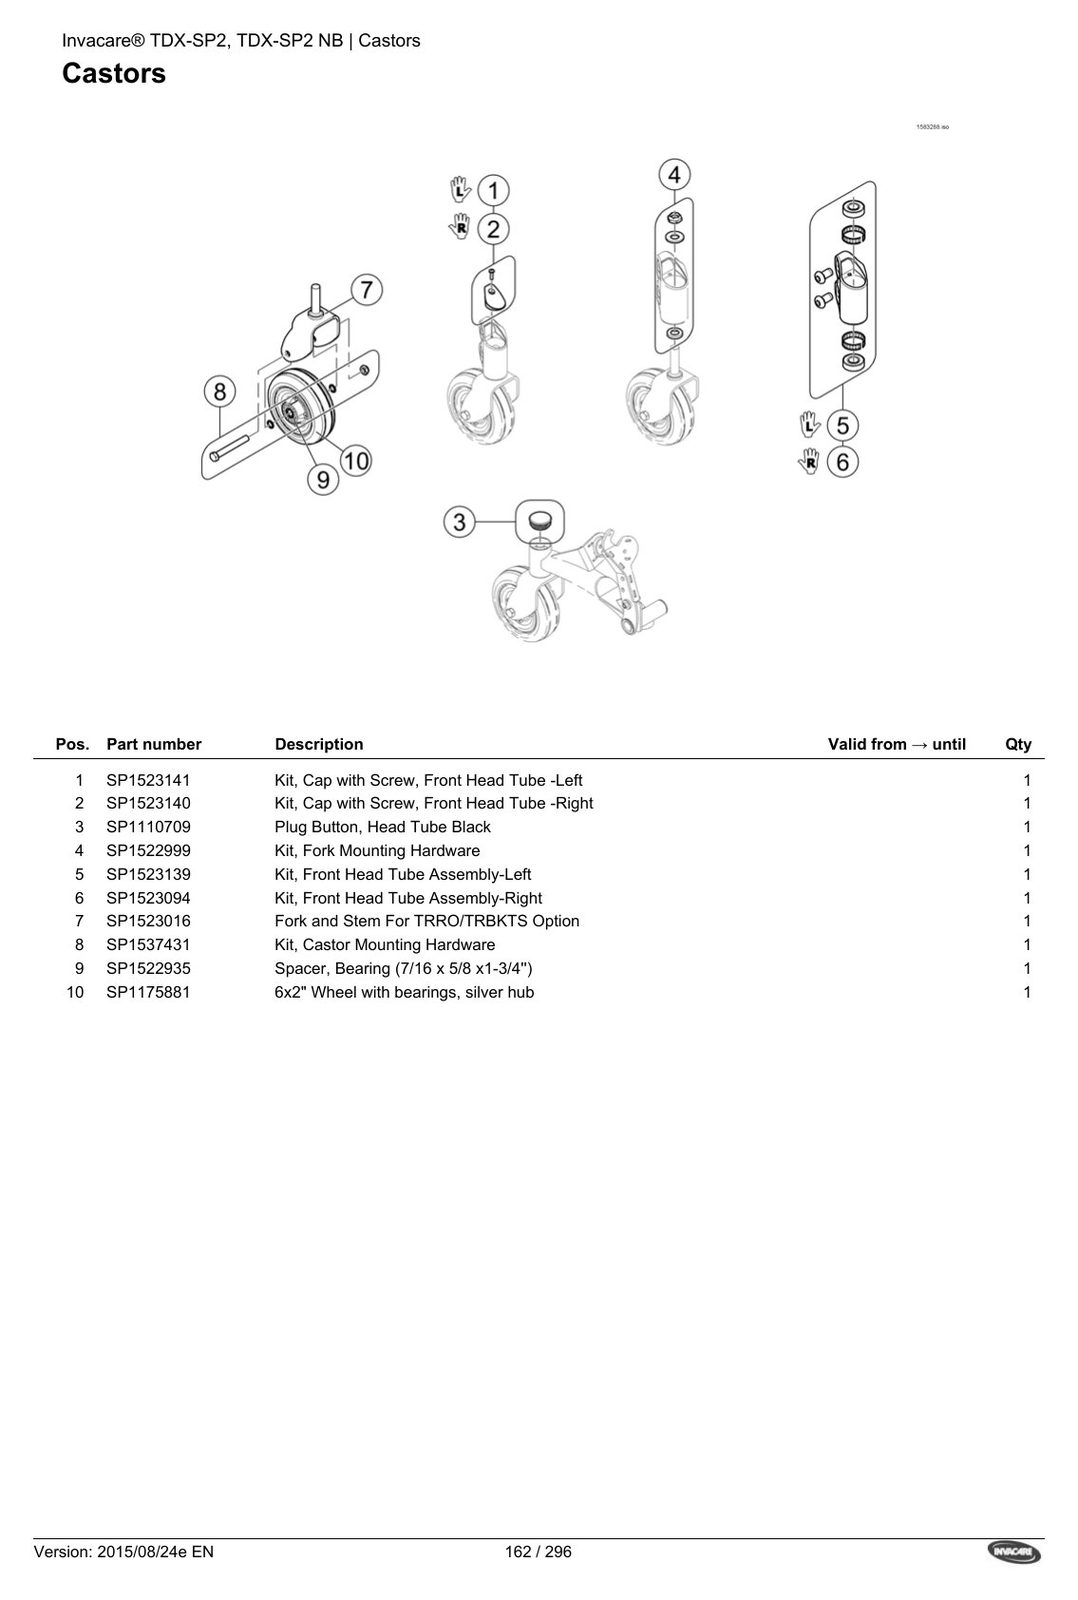 Invacare® TDX-SP2, TDX-SP2 NB | Castors
Castors
1583288.iso
L 1
R 2
4
7
8
10
9
L 5
R 6
3
Pos. Part number Description Valid from → until Qty
1 SP1523141 Kit, Cap with Screw, Front Head Tube -Left 1
2 SP1523140 Kit, Cap with Screw, Front Head Tube -Right 1
3 SP1110709 Plug Button, Head Tube Black 1
4 SP1522999 Kit, Fork Mounting Hardware 1
5 SP1523139 Kit, Front Head Tube Assembly-Left 1
6 SP1523094 Kit, Front Head Tube Assembly-Right 1
7 SP1523016 Fork and Stem For TRRO/TRBKTS Option 1
8 SP1537431 Kit, Castor Mounting Hardware 1
9 SP1522935 Spacer, Bearing (7/16 x 5/8 x1-3/4") 1
10 SP1175881 6x2" Wheel with bearings, silver hub 1
Version: 2015/08/24e EN 162 / 296 INVACARE